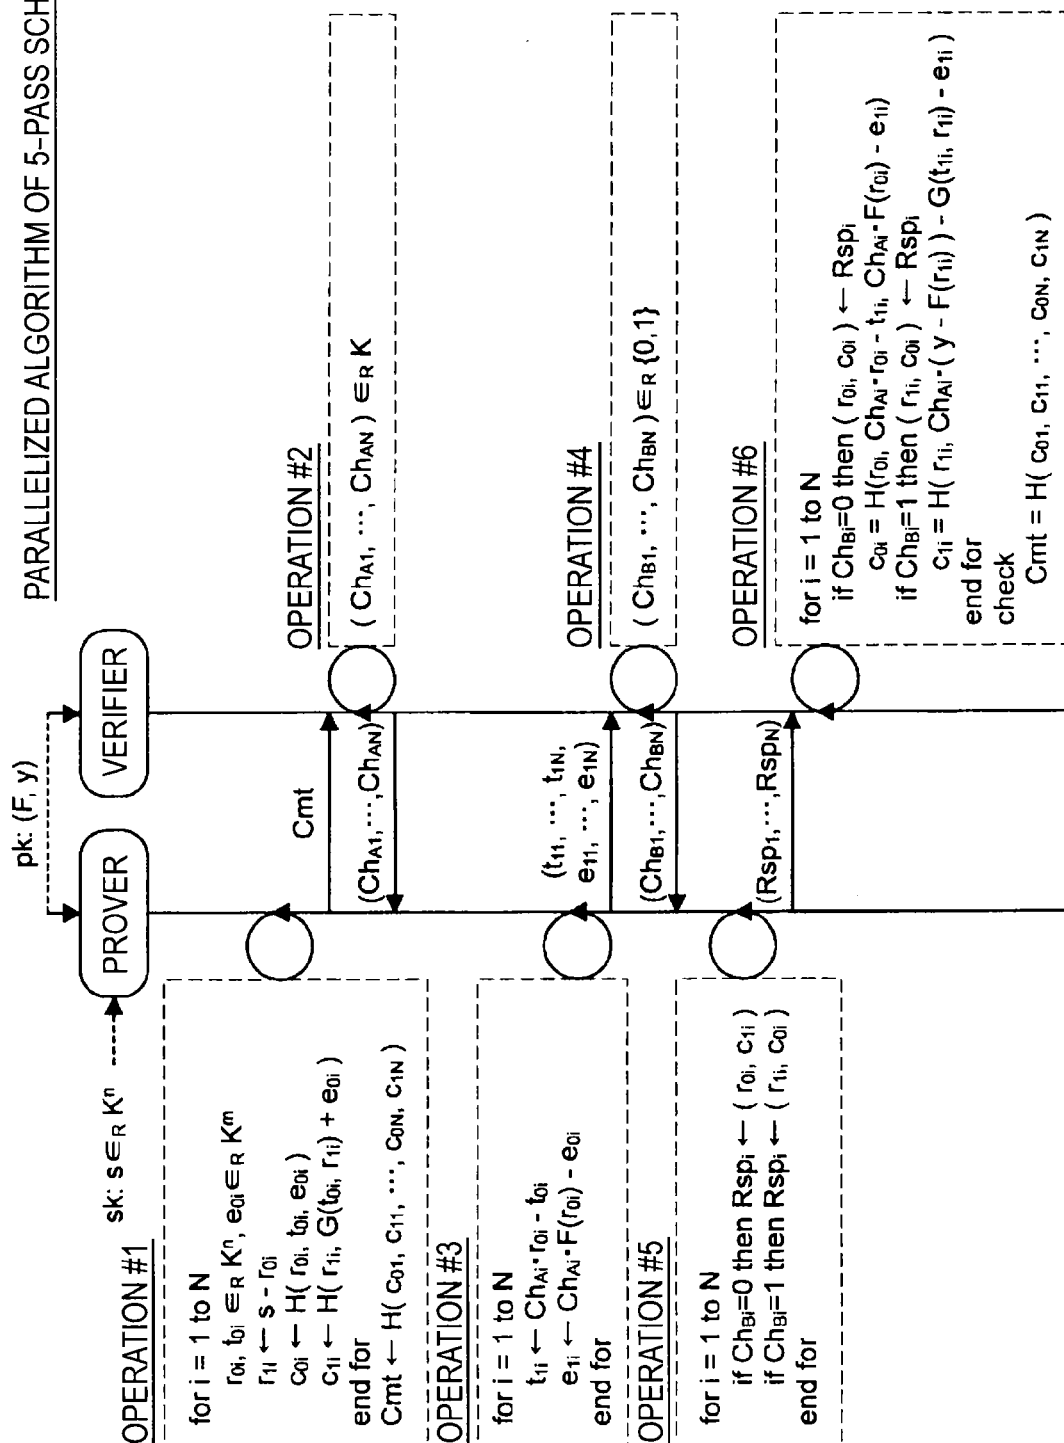 PARALLELIZED ALGORITHM OF 5-PASS SCH
pk: (F, y)
sk: s ∈R Kⁿ
PROVER
VERIFIER
OPERATION #1
for i = 1 to N
r0i, t0i ∈R Kⁿ, e0i ∈R Kᵐ
r1i ← s - r0i
c0i ← H( r0i, t0i, e0i )
c1i ← H( r1i, G(t0i, r1i) + e0i )
end for
Cmt ← H( c01, c11, ···, c0N, c1N )
Cmt
OPERATION #2
( ChA1, ···, ChAN ) ∈R K
(ChA1,···,ChAN)
OPERATION #3
for i = 1 to N
t1i ← ChAi·r0i - t0i
e1i ← ChAi·F(r0i) - e0i
end for
(t11, ···, t1N,
e11, ···, e1N)
OPERATION #4
( ChB1, ···, ChBN ) ∈R {0,1}
(ChB1,···,ChBN)
OPERATION #5
for i = 1 to N
if ChBi=0 then Rspi ← ( r0i, c1i )
if ChBi=1 then Rspi ← ( r1i, c0i )
end for
(Rsp1,···,RspN)
OPERATION #6
for i = 1 to N
if ChBi=0 then ( r0i, c0i ) ← Rspi
c0i = H(r0i, ChAi·r0i - t1i, ChAi·F(r0i) - e1i)
if ChBi=1 then ( r1i, c0i ) ← Rspi
c1i = H( r1i, ChAi·( y - F(r1i) ) - G(t1i, r1i) - e1i )
end for
check
Cmt = H( c01, c11, ···, c0N, c1N )